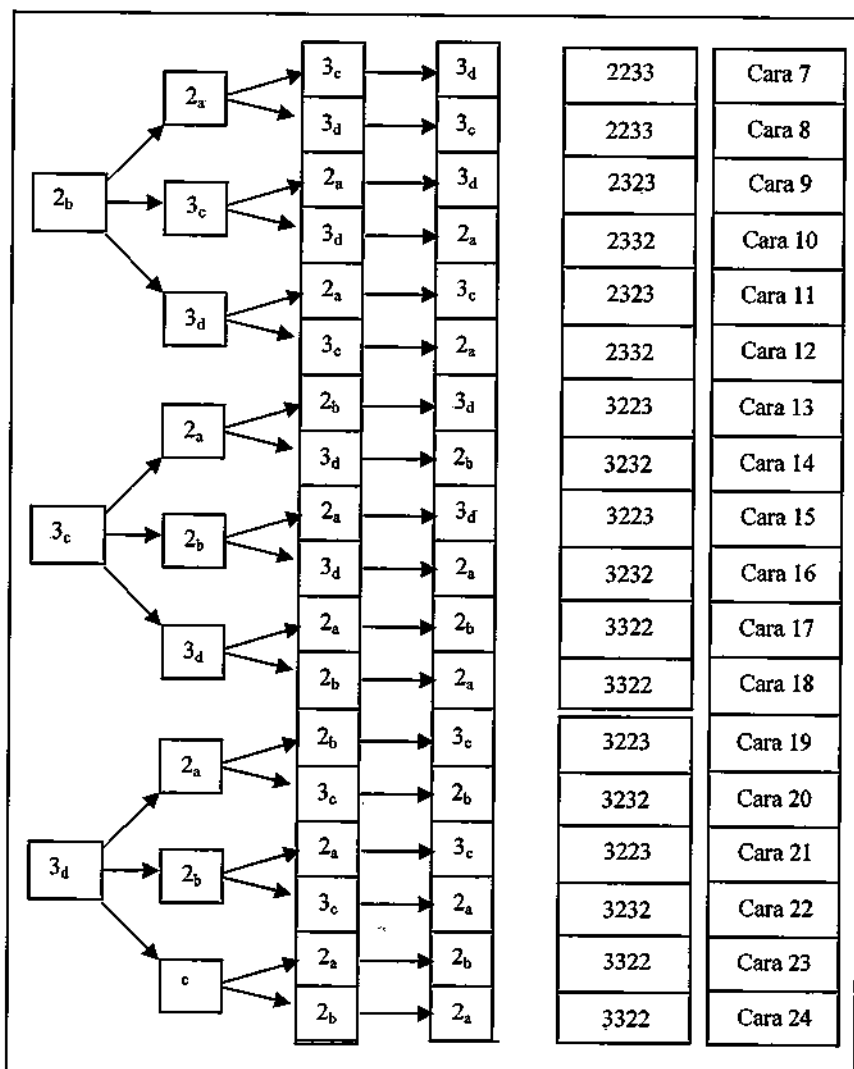 3c 3d 2233 Cara 7
2a
3d 3c 2233 Cara 8
2a 3d 2323 Cara 9
2b 3c
3d 2a 2332 Cara 10
2a 3c 2323 Cara 11
3d
3c 2a 2332 Cara 12
2b 3d 3223 Cara 13
2a
3d 2b 3232 Cara 14
2a 3d 3223 Cara 15
3c 2b
3d 2a 3232 Cara 16
2a 2b 3322 Cara 17
3d
2b 2a 3322 Cara 18
2b 3c 3223 Cara 19
2a
3c 2b 3232 Cara 20
2a 3c 3223 Cara 21
3d 2b
3c 2a 3232 Cara 22
2a 2b 3322 Cara 23
c
2b 2a 3322 Cara 24